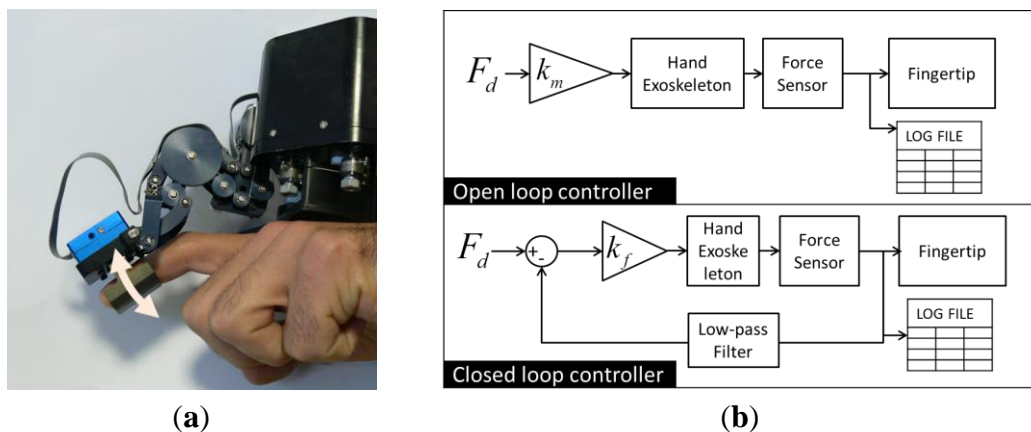 F_d
k_m
Hand
Exoskeleton
Force
Sensor
Fingertip
LOG FILE
Open loop controller
F_d
+
-
k_f
Hand
Exoske
leton
Force
Sensor
Fingertip
Low-pass
Filter
LOG FILE
Closed loop controller
(a)
(b)